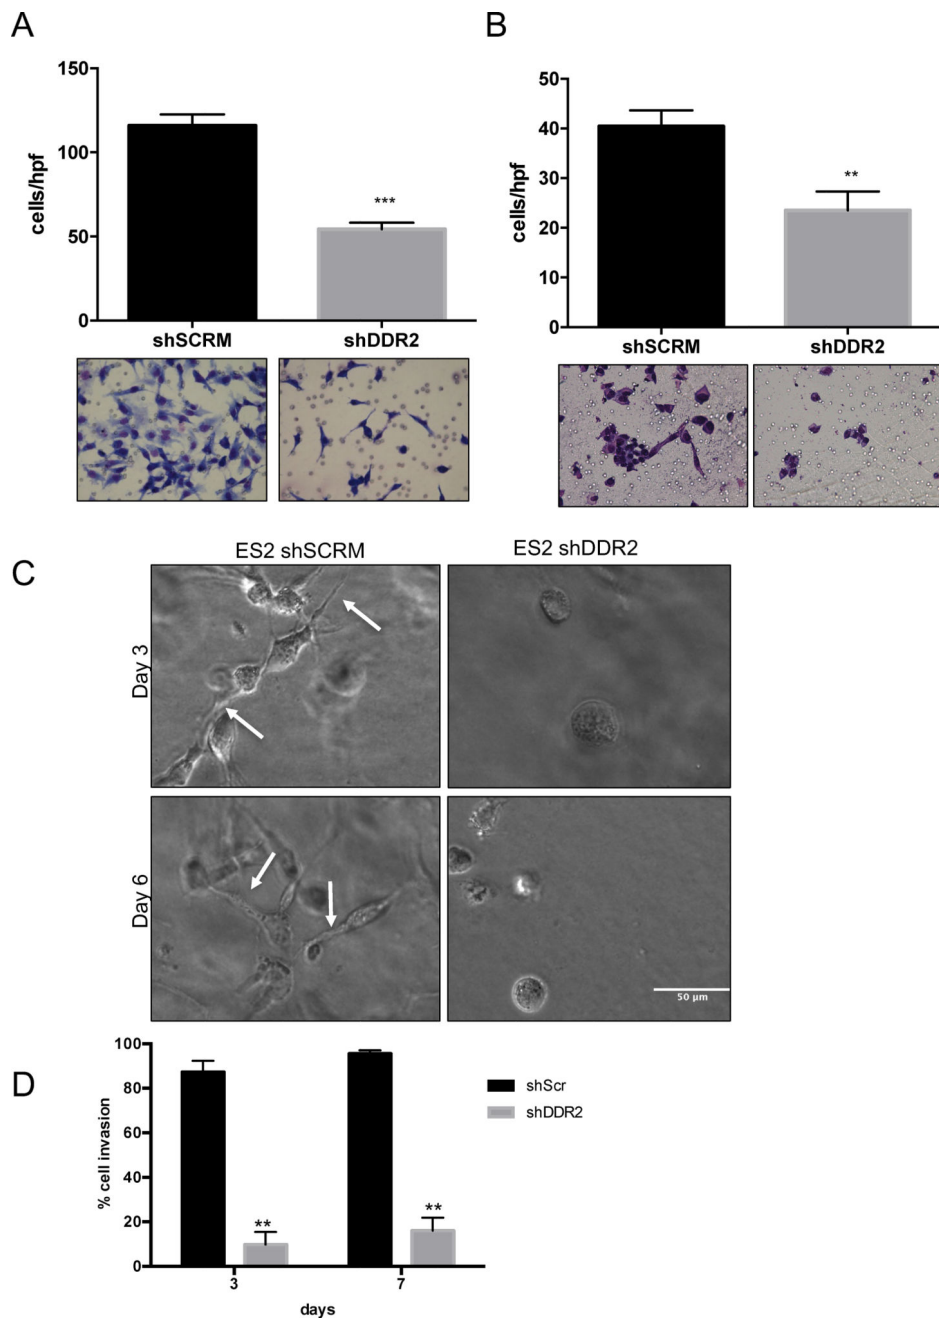 A
150
100
50
0
cells/hpf
***
shSCRM
shDDR2
B
50
40
30
20
10
0
cells/hpf
**
shSCRM
shDDR2
C
ES2 shSCRM
ES2 shDDR2
Day 3
Day 6
50 µm
D
100
80
60
40
20
0
% cell invasion
**
**
3
7
days
shScr
shDDR2